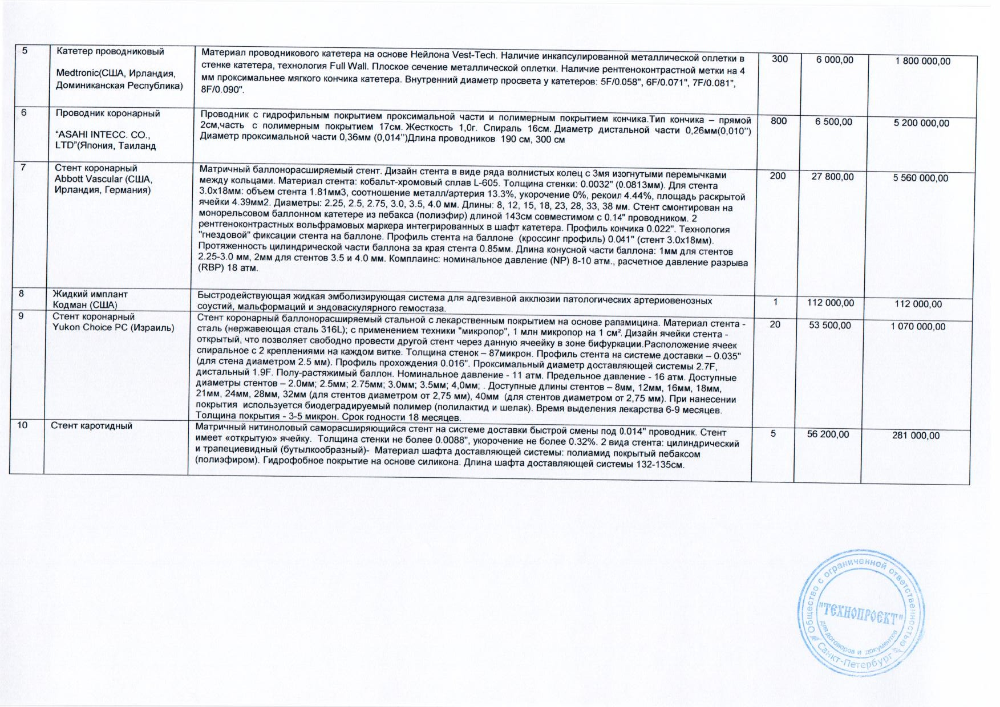 5
Катетер проводниковый
Medtronic(США, Ирландия,
Доминиканская Республика)
Материал проводникового катетера на основе Нейлона Vest-Tech. Наличие инкапсулированной металлической оплетки в
стенке катетера, технология Full Wall. Плоское сечение металлической оплетки. Наличие рентгеноконтрастной метки на 4
мм проксимальнее мягкого кончика катетера. Внутренний диаметр просвета у катетеров: 5F/0.058", 6F/0.071", 7F/0.081",
8F/0.090".
300
6 000,00
1 800 000,00
6
Проводник коронарный
“ASAHI INTECC. CO.,
LTD”(Япония, Таиланд
Проводник с гидрофильным покрытием проксимальной части и полимерным покрытием кончика.Тип кончика – прямой
2см,часть с полимерным покрытием 17см. Жесткость 1,0г. Спираль 16см. Диаметр дистальной части 0,26мм(0,010”)
Диаметр проксимальной части 0,36мм (0,014”)Длина проводников 190 см, 300 см
800
6 500,00
5 200 000,00
7
Стент коронарный
Abbott Vascular (США,
Ирландия, Германия)
Матричный баллонорасширяемый стент. Дизайн стента в виде ряда волнистых колец с 3мя изогнутыми перемычками
между кольцами. Материал стента: кобальт-хромовый сплав L-605. Толщина стенки: 0.0032" (0.0813мм). Для стента
3.0х18мм: объем стента 1.81мм3, соотношение металл/артерия 13.3%, укорочение 0%, рекоил 4.44%, площадь раскрытой
ячейки 4.39мм2. Диаметры: 2.25, 2.5, 2.75, 3.0, 3.5, 4.0 мм. Длины: 8, 12, 15, 18, 23, 28, 33, 38 мм. Стент смонтирован на
монорельсовом баллонном катетере из пебакса (полиэфир) длиной 143см совместимом с 0.14" проводником. 2
рентгеноконтрастных вольфрамовых маркера интегрированных в шафт катетера. Профиль кончика 0.022". Технология
"гнездовой" фиксации стента на баллоне. Профиль стента на баллоне (кроссинг профиль) 0.041" (стент 3.0х18мм).
Протяженность цилиндрической части баллона за края стента 0.85мм. Длина конусной части баллона: 1мм для стентов
2.25-3.0 мм, 2мм для стентов 3.5 и 4.0 мм. Комплаинс: номинальное давление (NP) 8-10 атм., расчетное давление разрыва
(RBP) 18 атм.
200
27 800,00
5 560 000,00
8
Жидкий имплант
Кодман (США)
Быстродействующая жидкая эмболизирующая система для адгезивной акклюзии патологических артериовенозных
соустий, мальформаций и эндоваскулярного гемостаза.
1
112 000,00
112 000,00
9
Стент коронарный
Yukon Choice PC (Израиль)
Стент коронарный баллонорасширяемый стальной с лекарственным покрытием на основе рапамицина. Материал стента -
сталь (нержавеющая сталь 316L); с применением техники "микропор", 1 млн микропор на 1 см². Дизайн ячейки стента -
открытый, что позволяет свободно провести другой стент через данную ячеейку в зоне бифуркации.Расположение ячеек
спиральное с 2 креплениями на каждом витке. Толщина стенок – 87микрон. Профиль стента на системе доставки – 0.035"
(для стена диаметром 2.5 мм). Профиль прохождения 0.016". Проксимальный диаметр доставляющей системы 2.7F,
дистальный 1.9F. Полу-растяжимый баллон. Номинальное давление - 11 атм. Предельное давление - 16 атм. Доступные
диаметры стентов – 2.0мм; 2.5мм; 2.75мм; 3.0мм; 3.5мм; 4,0мм; . Доступные длины стентов – 8мм, 12мм, 16мм, 18мм,
21мм, 24мм, 28мм, 32мм (для стентов диаметром от 2,75 мм), 40мм (для стентов диаметром от 2,75 мм). При нанесении
покрытия используется биодеградируемый полимер (полилактид и шелак). Время выделения лекарства 6-9 месяцев.
Толщина покрытия - 3-5 микрон. Срок годности 18 месяцев.
20
53 500,00
1 070 000,00
10
Стент каротидный
Матричный нитиноловый саморасширяющийся стент на системе доставки быстрой смены под 0.014" проводник. Стент
имеет «открытую» ячейку. Толщина стенки не более 0.0088", укорочение не более 0.32%. 2 вида стента: цилиндрический
и трапециевидный (бутылкообразный)- Материал шафта доставляющей системы: полиамид покрытый пебаксом
(полиэфиром). Гидрофобное покрытие на основе силикона. Длина шафта доставляющей системы 132-135см.
5
56 200,00
281 000,00
Общество с ограниченной ответственностью
"ТЕХНОПРОЕКТ"
для договоров и документов
Санкт-Петербург